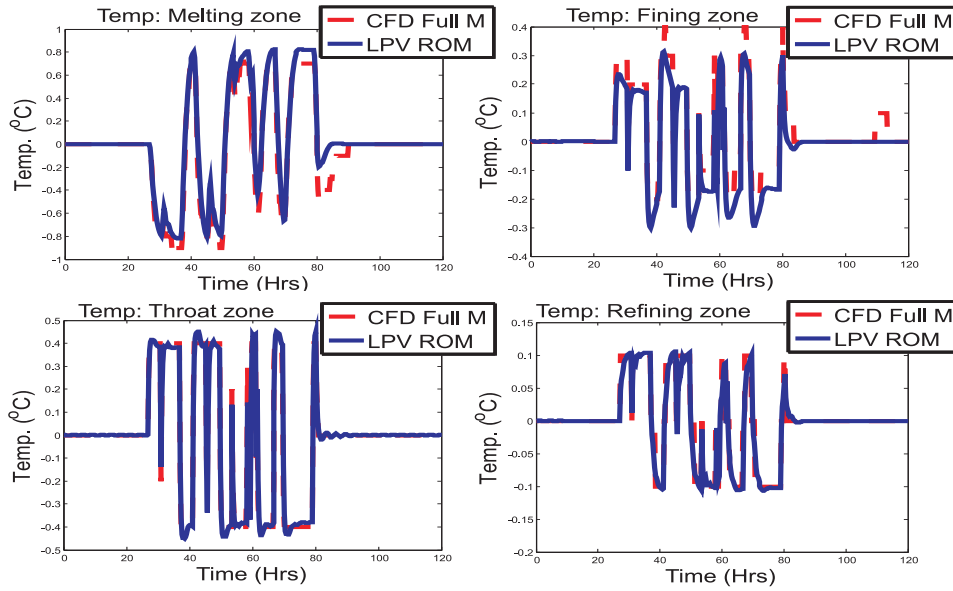 Temp: Melting zone
CFD Full M
LPV ROM
Temp. (⁰C)
1
0.8
0.6
0.4
0.2
0
−0.2
−0.4
−0.6
−0.8
−1
0 20 40 60 80 100 120
Time (Hrs)
Temp: Fining zone
CFD Full M
LPV ROM
Temp. (⁰C)
0.4
0.3
0.2
0.1
0
−0.1
−0.2
−0.3
−0.4
0 20 40 60 80 100 120
Time (Hrs)
Temp: Throat zone
CFD Full M
LPV ROM
Temp. (⁰C)
0.5
0.4
0.3
0.2
0.1
0
−0.1
−0.2
−0.3
−0.4
−0.5
0 20 40 60 80 100 120
Time (Hrs)
Temp: Refining zone
CFD Full M
LPV ROM
Temp. (⁰C)
0.15
0.1
0.05
0
−0.05
−0.1
−0.15
−0.2
0 20 40 60 80 100 120
Time (Hrs)